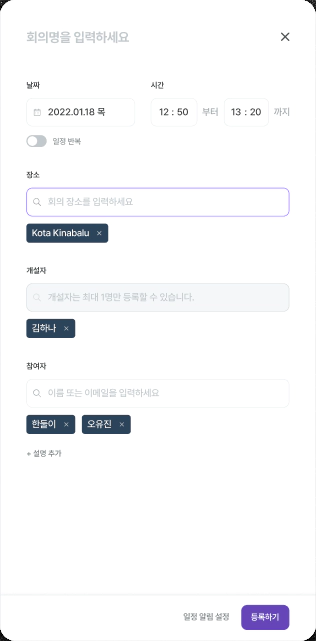 회의명을 입력하세요
날짜 시간
2022.01.18 목 12 : 50 부터 13 : 20 까지
일정 반복
장소
회의 장소를 입력하세요
Kota Kinabalu
개설자
개설자는 최대 1명만 등록할 수 있습니다.
김하나
참여자
이름 또는 이메일을 입력하세요
한둘이 오유진
+ 설명 추가
일정 알림 설정 등록하기